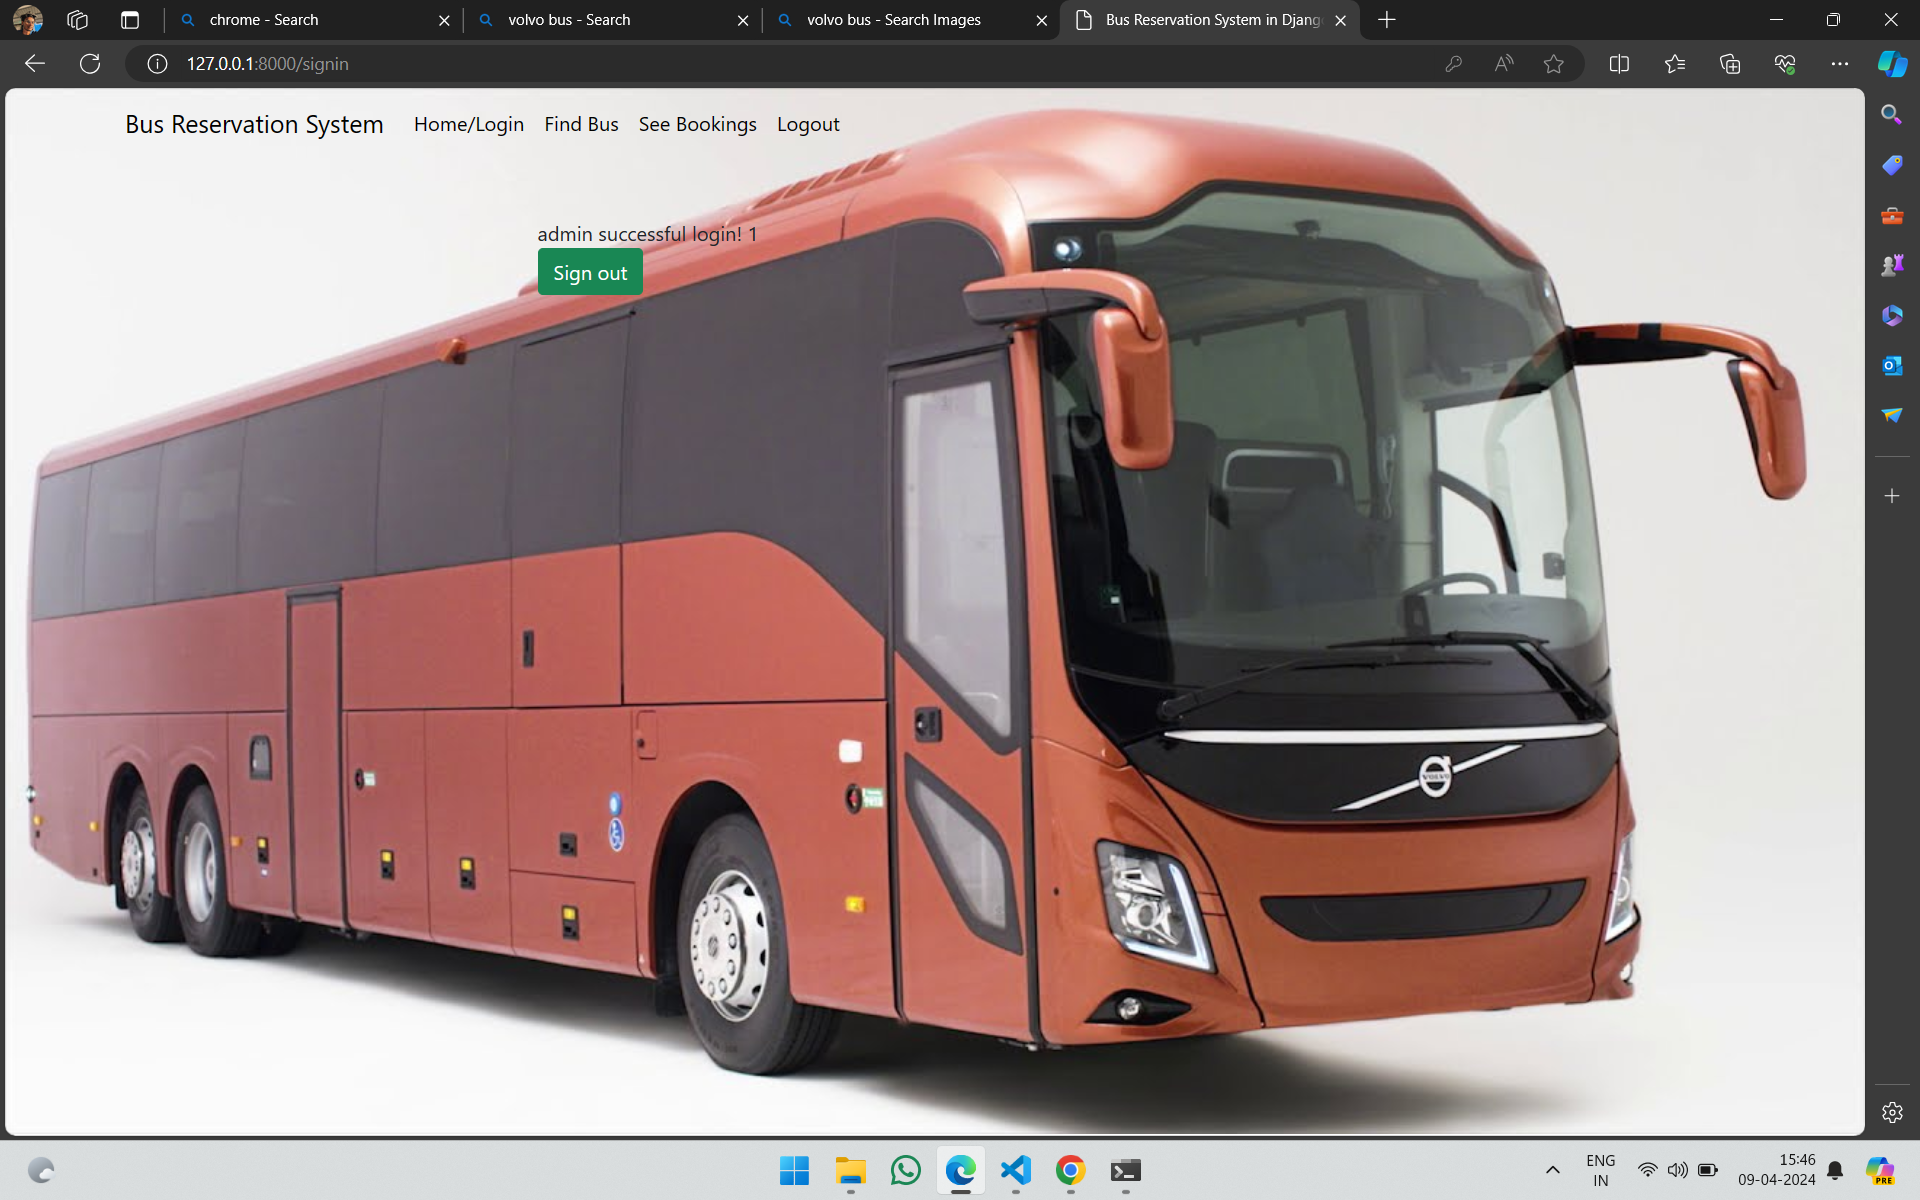 chrome - Search
volvo bus - Search
volvo bus - Search Images
Bus Reservation System in Djang
127.0.0.1:8000/signin
Bus Reservation System
Home/Login
Find Bus
See Bookings
Logout
admin successful login! 1
Sign out
VOLVO
ENG
IN
15:46
09-04-2024
PRE